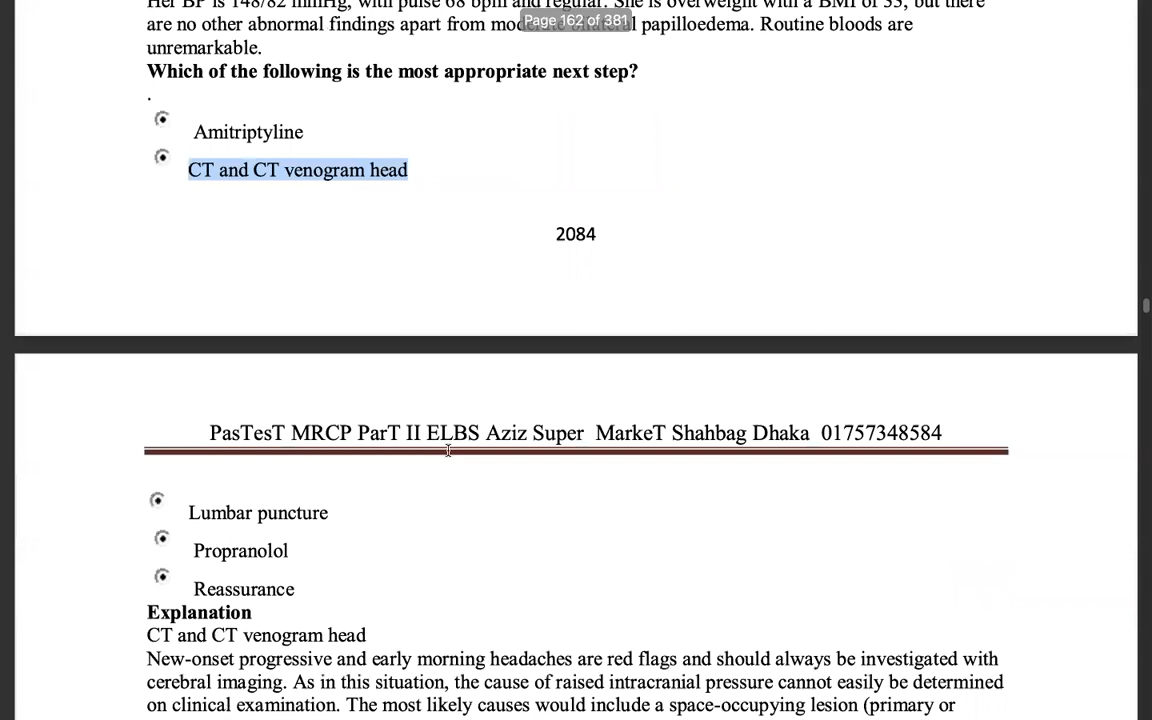 Her BP is 148/82 mmHg, with pulse 68 bpm and regular. She is overweight with a BMI of 33, but there
Page 162 of 381
are no other abnormal findings apart from moderate bilateral papilloedema. Routine bloods are
unremarkable.
Which of the following is the most appropriate next step?
.
Amitriptyline
CT and CT venogram head
2084
PasTesT MRCP ParT II ELBS Aziz Super MarkeT Shahbag Dhaka 01757348584
Lumbar puncture
Propranolol
Reassurance
Explanation
CT and CT venogram head
New-onset progressive and early morning headaches are red flags and should always be investigated with
cerebral imaging. As in this situation, the cause of raised intracranial pressure cannot easily be determined
on clinical examination. The most likely causes would include a space-occupying lesion (primary or